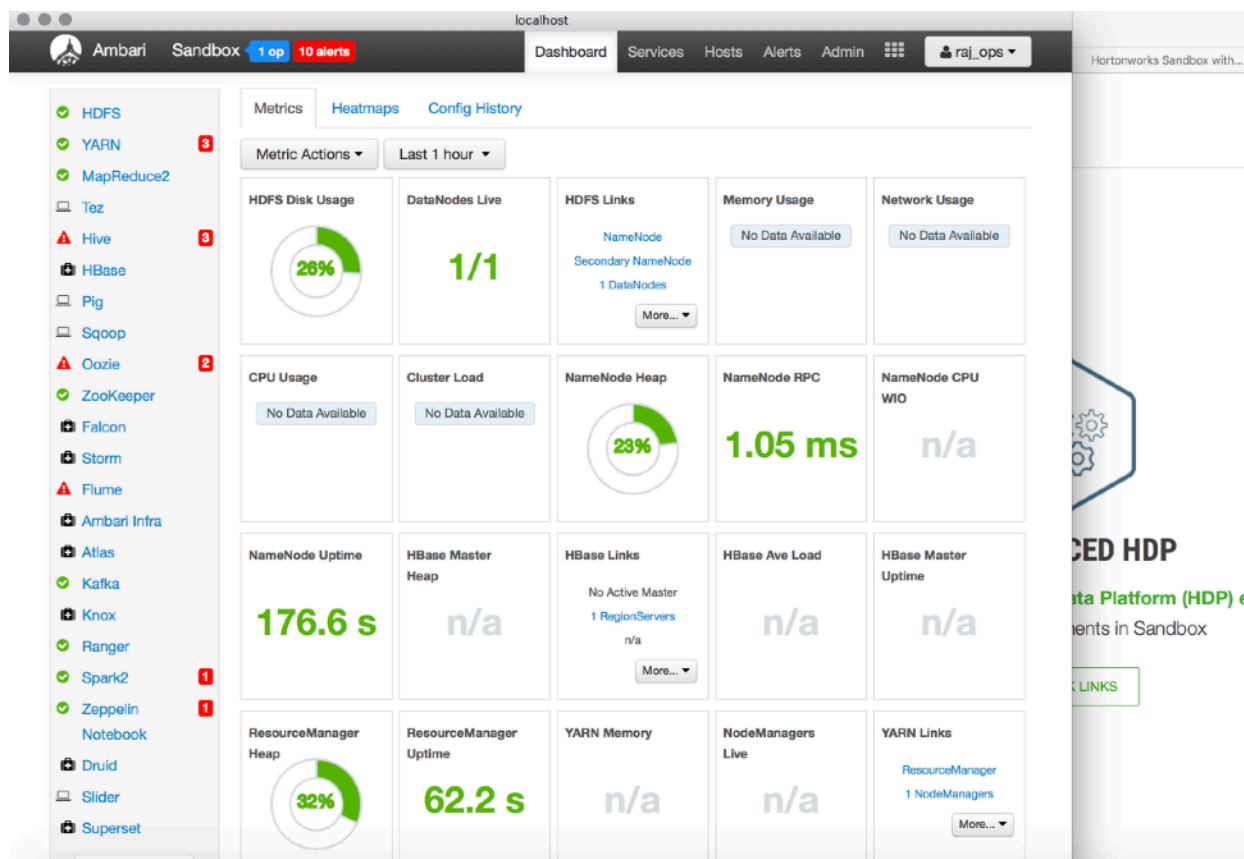 localhost
Ambari Sandbox 1 op 10 alerts Dashboard Services Hosts Alerts Admin raj_ops
Hortonworks Sandbox with...
HDFS
YARN 3
MapReduce2
Tez
Hive 3
HBase
Pig
Sqoop
Oozie 2
ZooKeeper
Falcon
Storm
Flume
Ambari Infra
Atlas
Kafka
Knox
Ranger
Spark2 1
Zeppelin 1
Notebook
Druid
Slider
Superset
Metrics Heatmaps Config History
Metric Actions Last 1 hour
HDFS Disk Usage
26%
DataNodes Live
1/1
HDFS Links
NameNode
Secondary NameNode
1 DataNodes
More...
Memory Usage
No Data Available
Network Usage
No Data Available
CPU Usage
No Data Available
Cluster Load
No Data Available
NameNode Heap
23%
NameNode RPC
1.05 ms
NameNode CPU
WIO
n/a
NameNode Uptime
176.6 s
HBase Master
Heap
n/a
HBase Links
No Active Master
1 RegionServers
n/a
More...
HBase Ave Load
n/a
HBase Master
Uptime
n/a
ResourceManager
Heap
32%
ResourceManager
Uptime
62.2 s
YARN Memory
n/a
NodeManagers
Live
n/a
YARN Links
ResourceManager
1 NodeManagers
More...
CED HDP
ata Platform (HDP) e
ents in Sandbox
LINKS